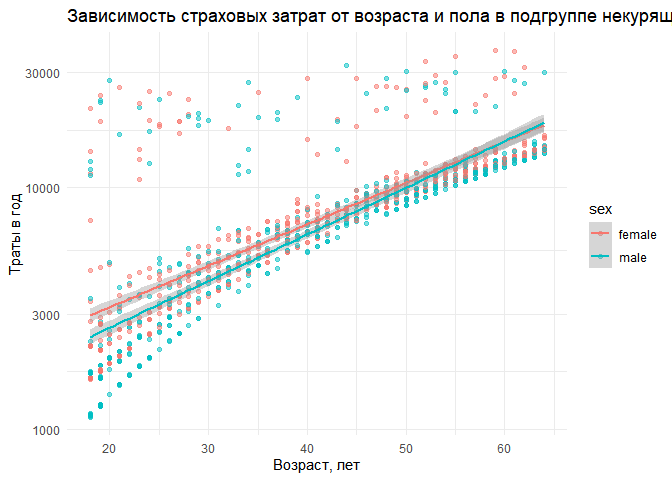 Зависимость страховых затрат от возраста и пола в подгруппе некурящ
30000
10000
3000
1000
Траты в год
20 30 40 50 60
Возраст, лет
sex
female
male